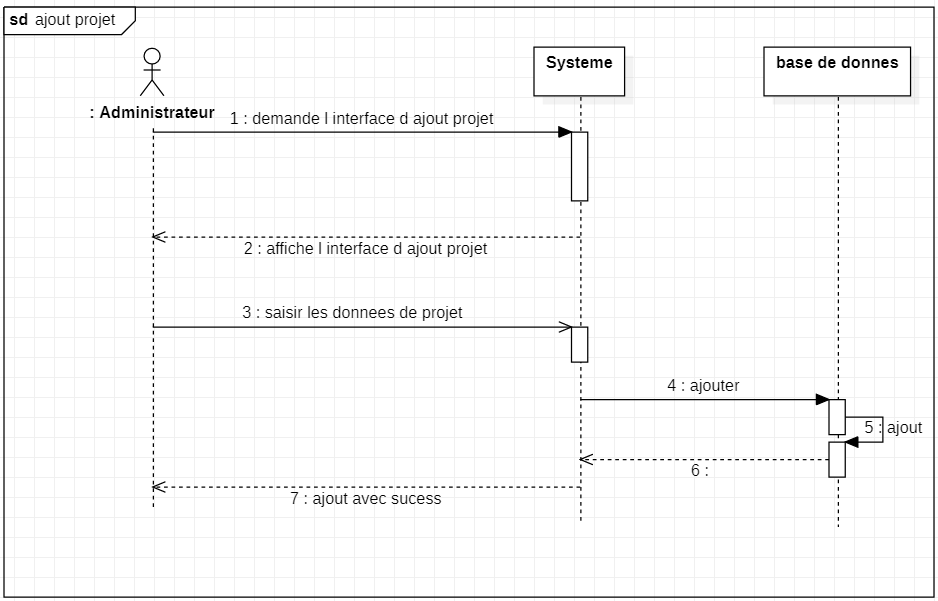 sd ajout projet
: Administrateur
Systeme
base de donnes
1 : demande l interface d ajout projet
2 : affiche l interface d ajout projet
3 : saisir les donnees de projet
4 : ajouter
5 : ajout
6 :
7 : ajout avec sucess